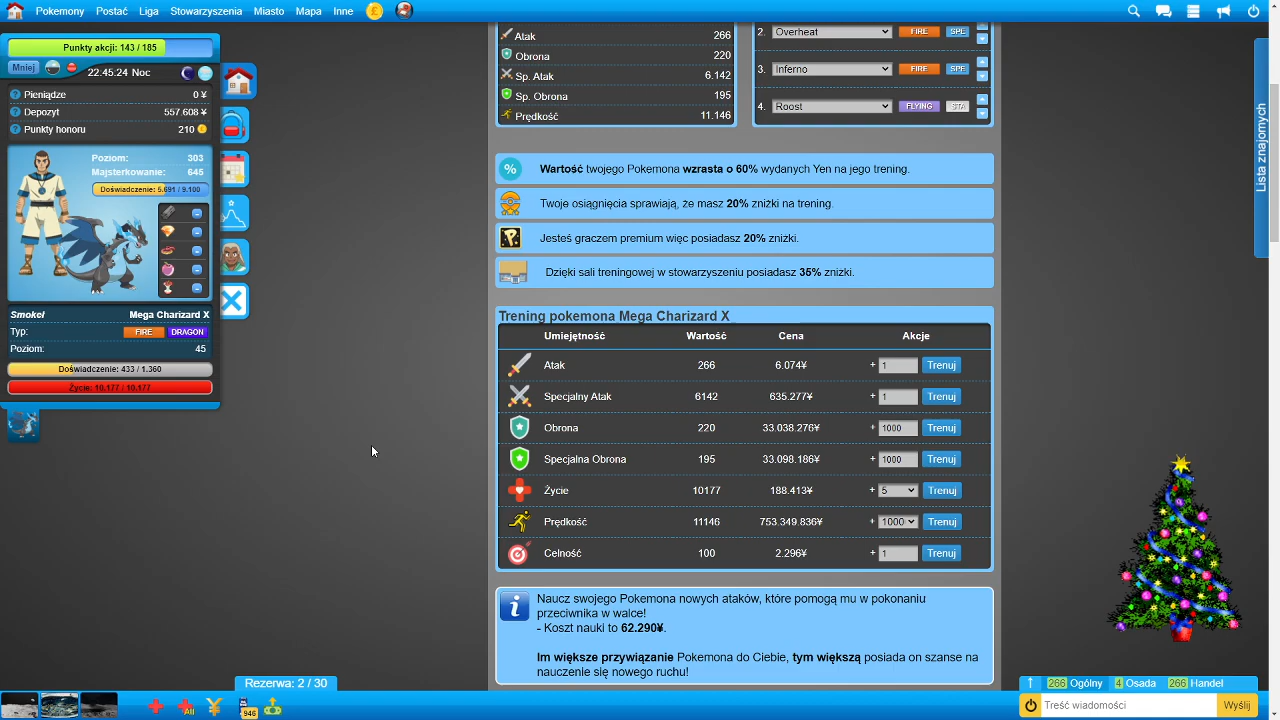 Pokemony Postać Liga Stowarzyszenia Miasto Mapa Inne
Punkty akcji: 143 / 185
Mniej
22:45:24 Noc
Pieniądze 0 ¥
Depozyt 557.608 ¥
Punkty honoru 210
Poziom: 303
Majsterkowanie: 645
Doświadczenie: 5.691 / 9.100
Smokel Mega Charizard X
Typ: FIRE DRAGON
Poziom: 45
Doświadczenie: 433 / 1.360
Życie: 10.177 / 10.177
Atak 266
Obrona 220
Sp. Atak 6.142
Sp. Obrona 195
Prędkość 11.146
2. Overheat FIRE SPE
3. Inferno FIRE SPE
4. Roost FLYING STA
Wartość twojego Pokemona wzrasta o 60% wydanych Yen na jego trening.
Twoje osiągnięcia sprawiają, że masz 20% zniżki na trening.
Jesteś graczem premium więc posiadasz 20% zniżki.
Dzięki sali treningowej w stowarzyszeniu posiadasz 35% zniżki.
Trening pokemona Mega Charizard X
Umiejętność Wartość Cena Akcje
Atak 266 6.074¥ + 1 Trenuj
Specjalny Atak 6142 635.277¥ + 1 Trenuj
Obrona 220 33.038.276¥ + 1000 Trenuj
Specjalna Obrona 195 33.098.186¥ + 1000 Trenuj
Życie 10177 188.413¥ + 5 Trenuj
Prędkość 11146 753.349.836¥ + 1000 Trenuj
Celność 100 2.296¥ + 1 Trenuj
Naucz swojego Pokemona nowych ataków, które pomogą mu w pokonaniu
przeciwnika w walce!
- Koszt nauki to 62.290¥.
Im większe przywiązanie Pokemona do Ciebie, tym większą posiada on szanse na
nauczenie się nowego ruchu!
Lista znajomych
Rezerwa: 2 / 30
All
946
266 Ogólny 4 Osada 266 Handel
Treść wiadomości Wyślij